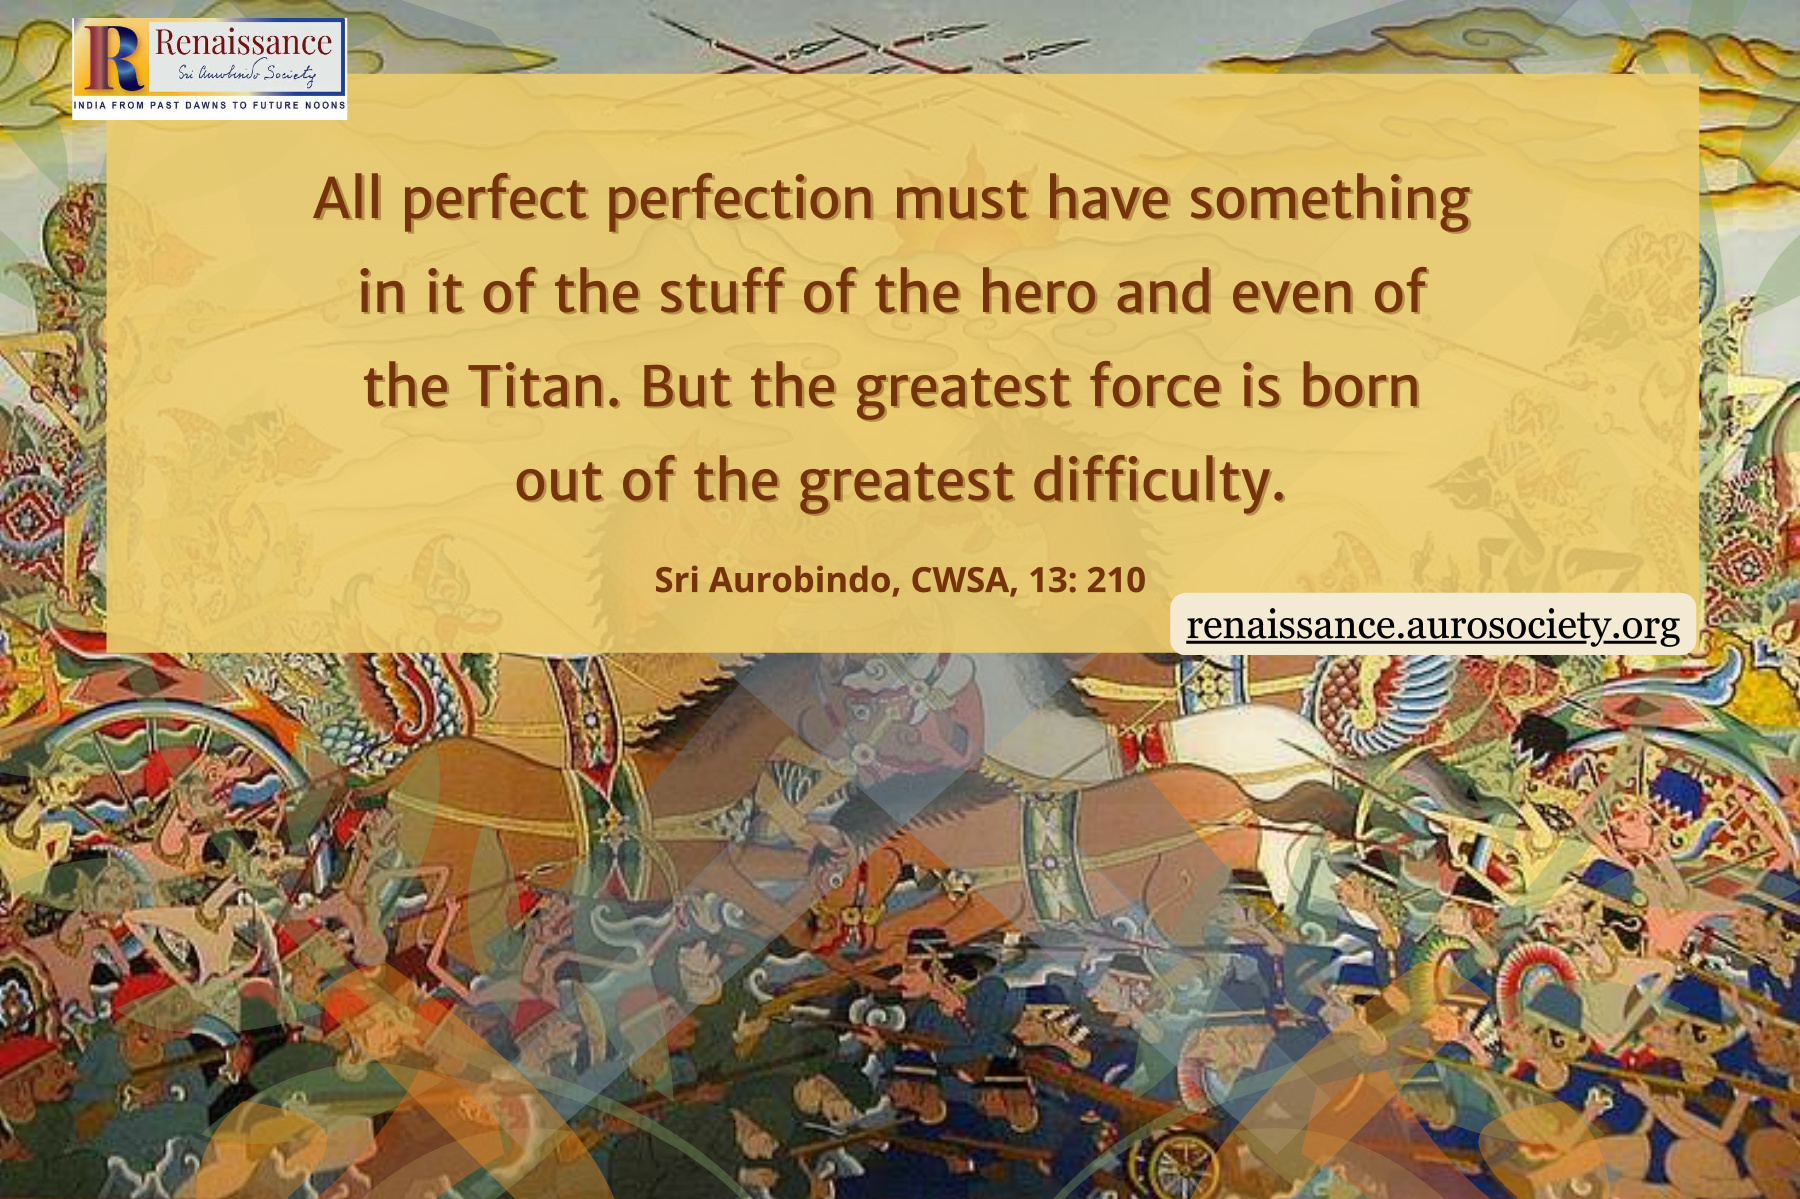 R Renaissance
Sri Aurobindo Society
INDIA FROM PAST DAWNS TO FUTURE NOONS
All perfect perfection must have something
in it of the stuff of the hero and even of
the Titan. But the greatest force is born
out of the greatest difficulty.
Sri Aurobindo, CWSA, 13: 210
renaissance.aurosociety.org